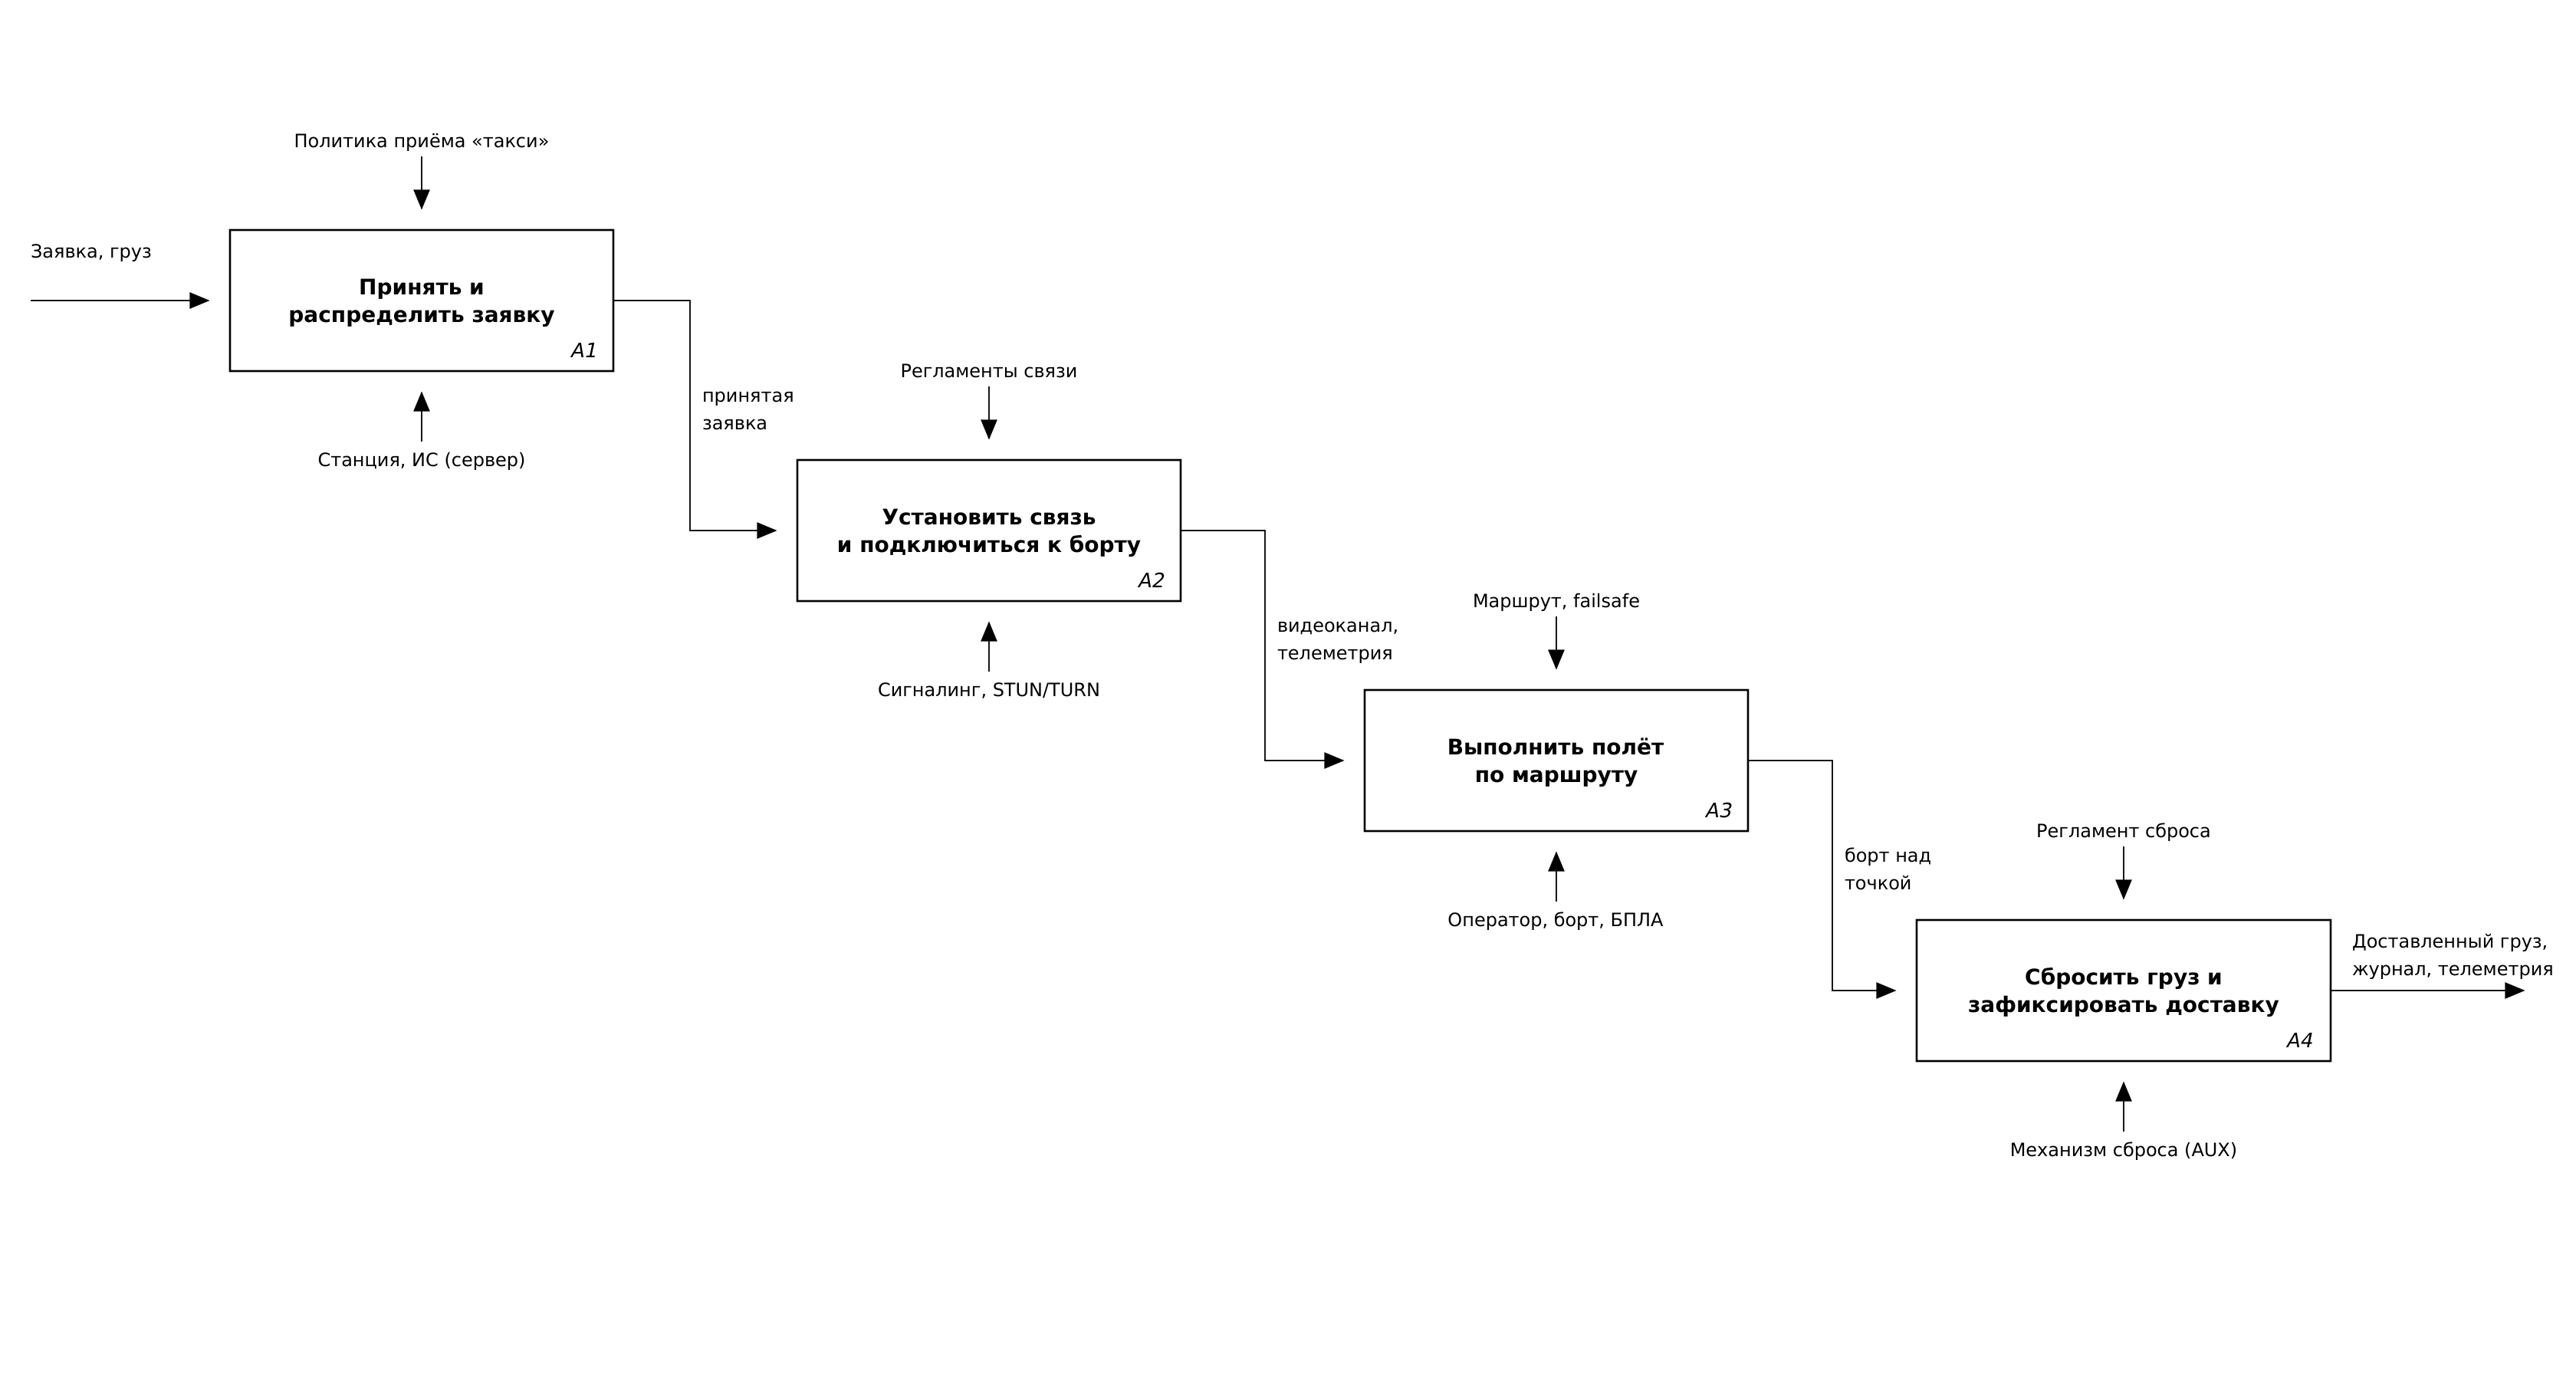 Политика приёма «такси»
Заявка, груз
Принять и
распределить заявку
A1
Станция, ИС (сервер)
принятая
заявка
Регламенты связи
Установить связь
и подключиться к борту
A2
Сигналинг, STUN/TURN
видеоканал,
телеметрия
Маршрут, failsafe
Выполнить полёт
по маршруту
A3
Оператор, борт, БПЛА
борт над
точкой
Регламент сброса
Сбросить груз и
зафиксировать доставку
A4
Доставленный груз,
журнал, телеметрия
Механизм сброса (AUX)